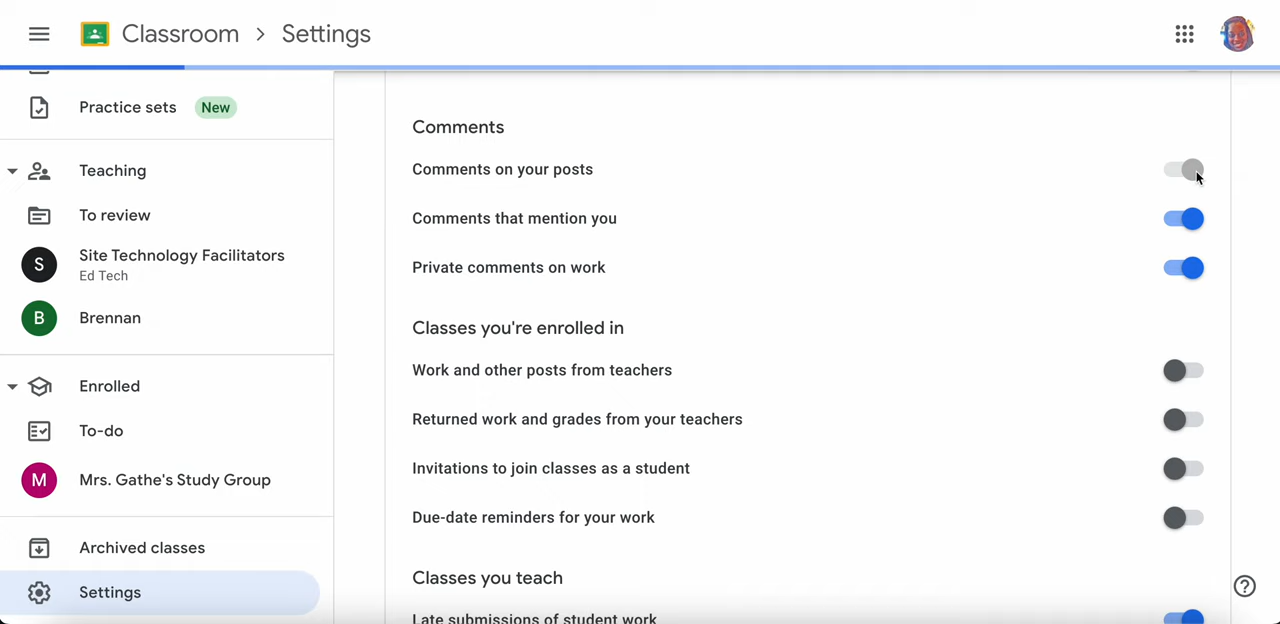 Classroom > Settings
Practice sets New
Teaching
To review
S Site Technology Facilitators
Ed Tech
B Brennan
Enrolled
To-do
M Mrs. Gathe's Study Group
Archived classes
Settings
Comments
Comments on your posts
Comments that mention you
Private comments on work
Classes you're enrolled in
Work and other posts from teachers
Returned work and grades from your teachers
Invitations to join classes as a student
Due-date reminders for your work
Classes you teach
Late submissions of student work